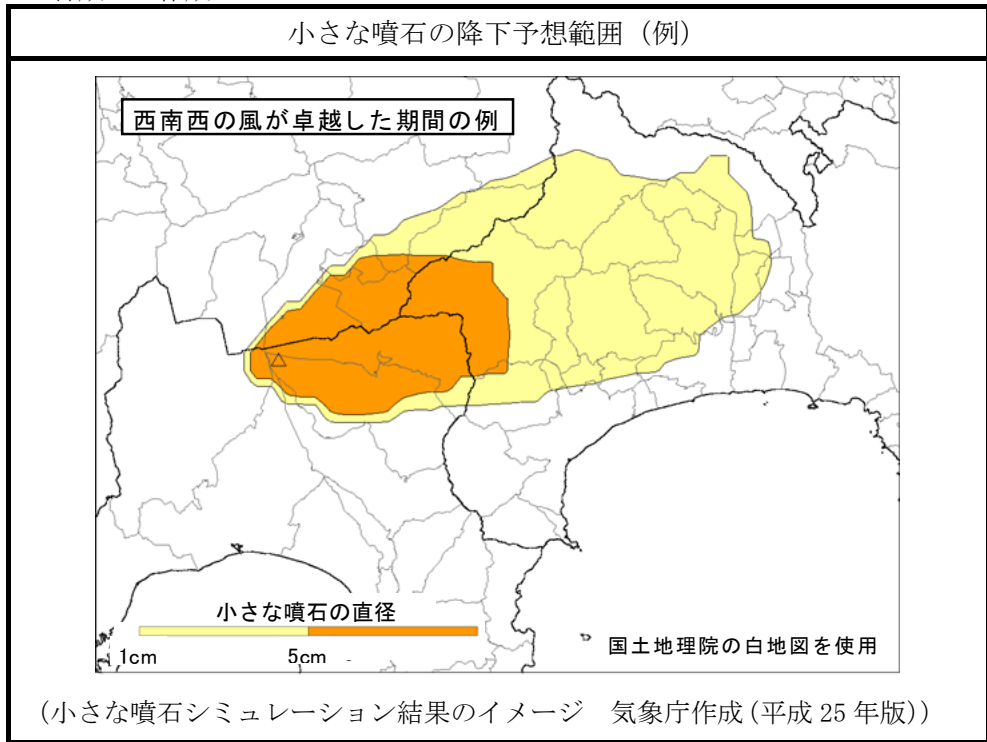 小さな噴石の降下予想範囲（例）
西南西の風が卓越した期間の例
小さな噴石の直径
1cm 5cm
国土地理院の白地図を使用
（小さな噴石シミュレーション結果のイメージ　気象庁作成（平成 25 年版））